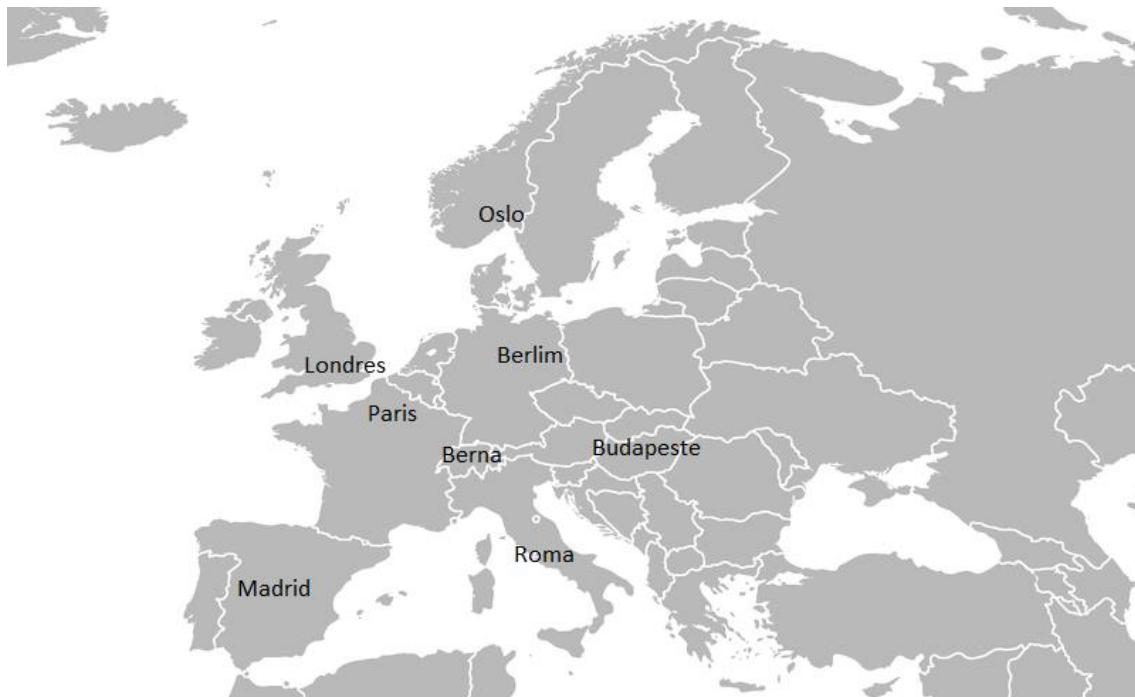 Oslo
Londres
Berlim
Paris
Berna
Budapeste
Roma
Madrid